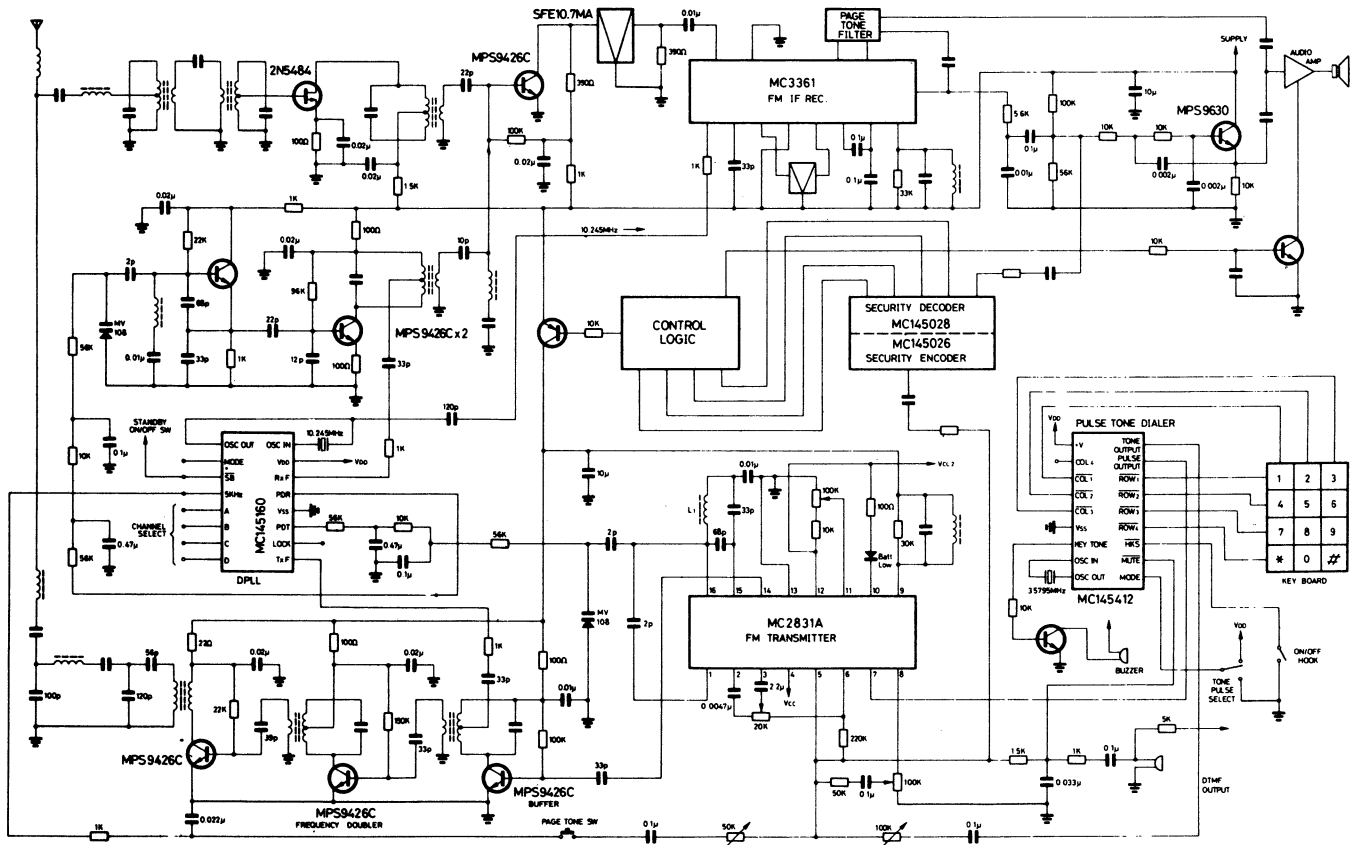 SFE10.7MA
0.01µ
390Ω
PAGE
TONE
FILTER
SUPPLY
AUDIO
AMP
2N5484
MPS9426C
22p
390Ω
MC3361
FM IF REC.
10µ
MPS9630
100Ω
0.02µ
0.02µ
1.5K
100K
0.02µ
1K
1K
33p
0.1µ
0.1µ
33K
5.6K
0.1µ
0.01µ
100K
56K
10K
10K
0.002µ
0.002µ
10K
0.02µ
1K
22K
100Ω
0.02µ
10p
10.245MHz
10K
2p
68p
96K
22p
MV
108
0.01µ
33p
1K
12p
100Ω
MPS9426C x 2
33p
10K
CONTROL
LOGIC
SECURITY DECODER
MC145028
MC145026
SECURITY ENCODER
56K
STANDBY
ON/OFF SW
0.1µ
10K
120p
10.245MHz
1K
OSC OUT
MODE
SB
5KHz
A
B
C
D
OSC IN
VDD
RxF
PDR
VSS
PDT
LOCK
TxF
MC145160
DPLL
VDD
CHANNEL
SELECT
0.47µ
56K
56K
10K
0.47µ
0.1µ
56K
10µ
2p
L1
0.01µ
33p
68p
100K
10K
VCC 2
100Ω
Batt
Low
30K
PULSE TONE DIALER
VDD
+V
COL 4
COL 1
COL 2
COL 3
VSS
KEY TONE
OSC IN
OSC OUT
TONE
OUTPUT
PULSE
OUTPUT
ROW1
ROW2
ROW3
ROW4
HKS
MUTE
MODE
MC145412
3.5795MHz
1 2 3
4 5 6
7 8 9
* 0 #
KEY BOARD
10K
BUZZER
VDD
TONE
PULSE
SELECT
ON/OFF
HOOK
16 15 14 13 12 11 10 9
MC2831A
FM TRANSMITTER
1 2 3 4 5 6 7 8
MV
108
2p
0.0047µ
2.2µ
VCC
20K
220K
100p
56p
120p
22Ω
0.02µ
22K
39p
100Ω
0.02µ
150K
33p
1K
33p
100Ω
0.01µ
100K
33p
MPS9426C
MPS9426C
FREQUENCY DOUBLER
MPS9426C
BUFFER
0.022µ
1K
PAGE TONE SW
0.1µ
50K
50K
0.1µ
100K
100K
0.1µ
1.5K
0.033µ
1K
0.1µ
5K
DTMF
OUTPUT